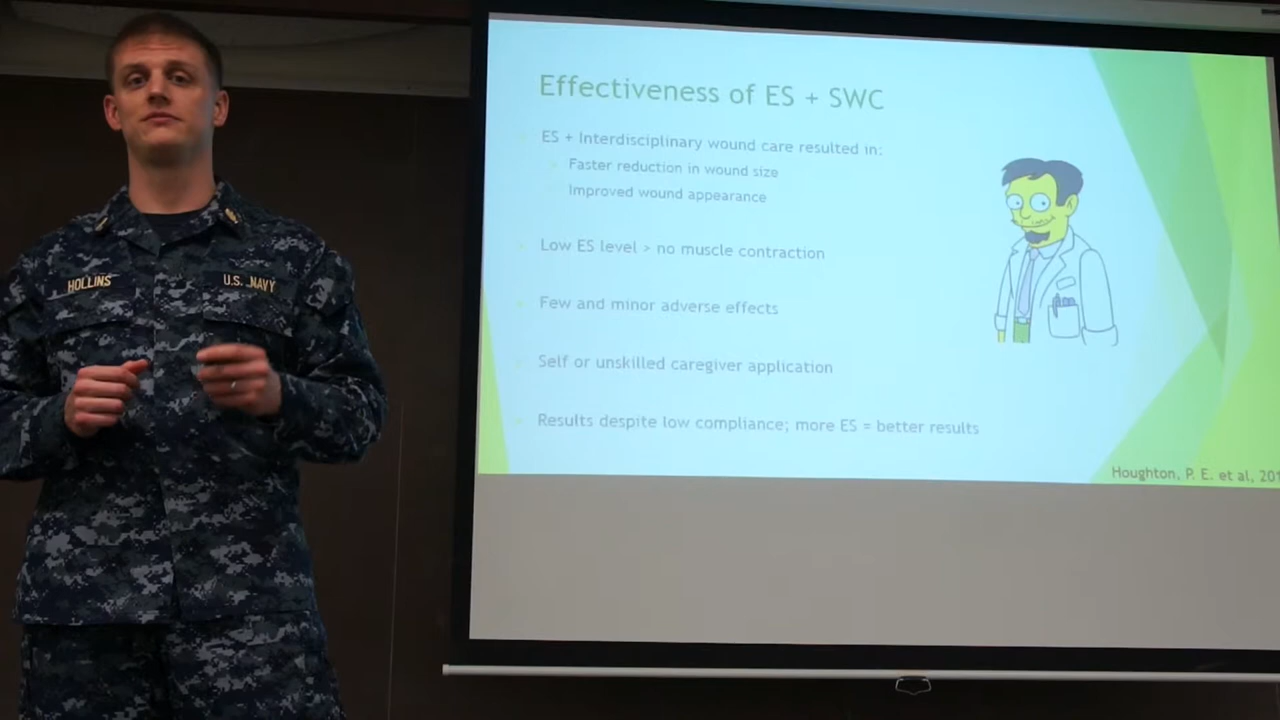 HOLLINS
U.S. NAVY
Effectiveness of ES + SWC
ES + Interdisciplinary wound care resulted in:
Faster reduction in wound size
Improved wound appearance
Low ES level > no muscle contraction
Few and minor adverse effects
Self or unskilled caregiver application
Results despite low compliance; more ES = better results
Houghton, P. E. et al, 201